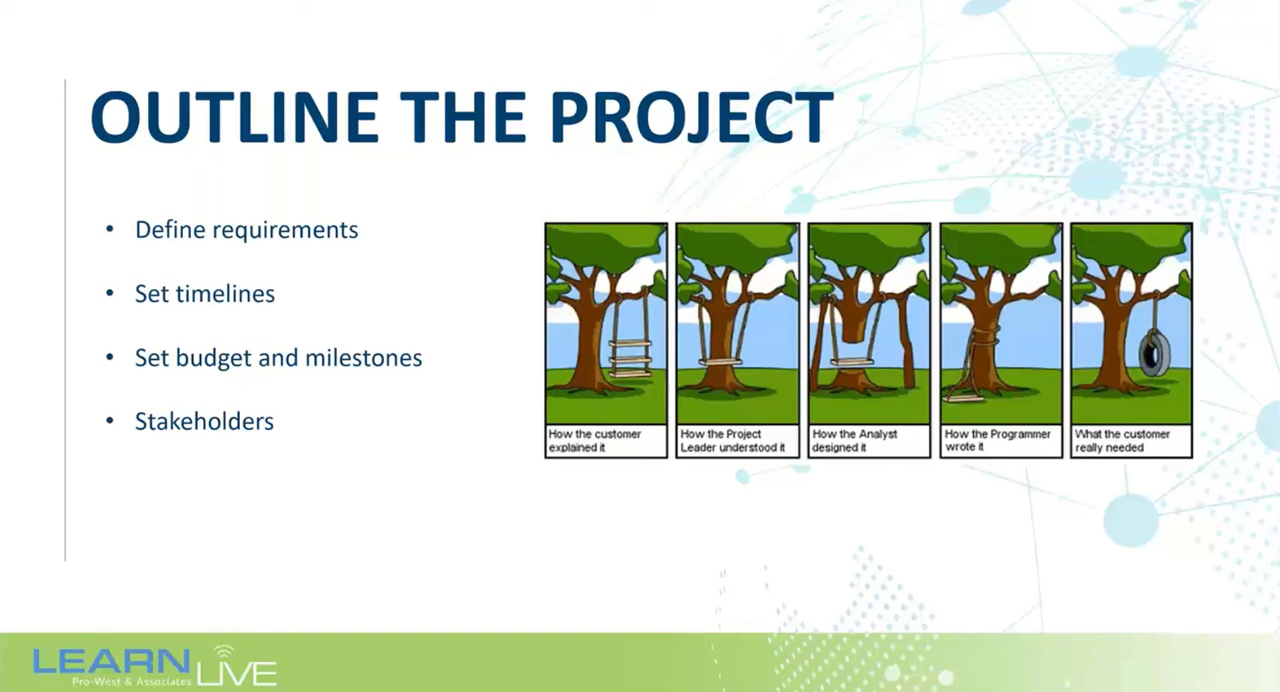 OUTLINE THE PROJECT
• Define requirements
• Set timelines
• Set budget and milestones
• Stakeholders
How the customer
explained it
How the Project
Leader understood it
How the Analyst
designed it
How the Programmer
wrote it
What the customer
really needed
LEARN LIVE
Pro-West & Associates